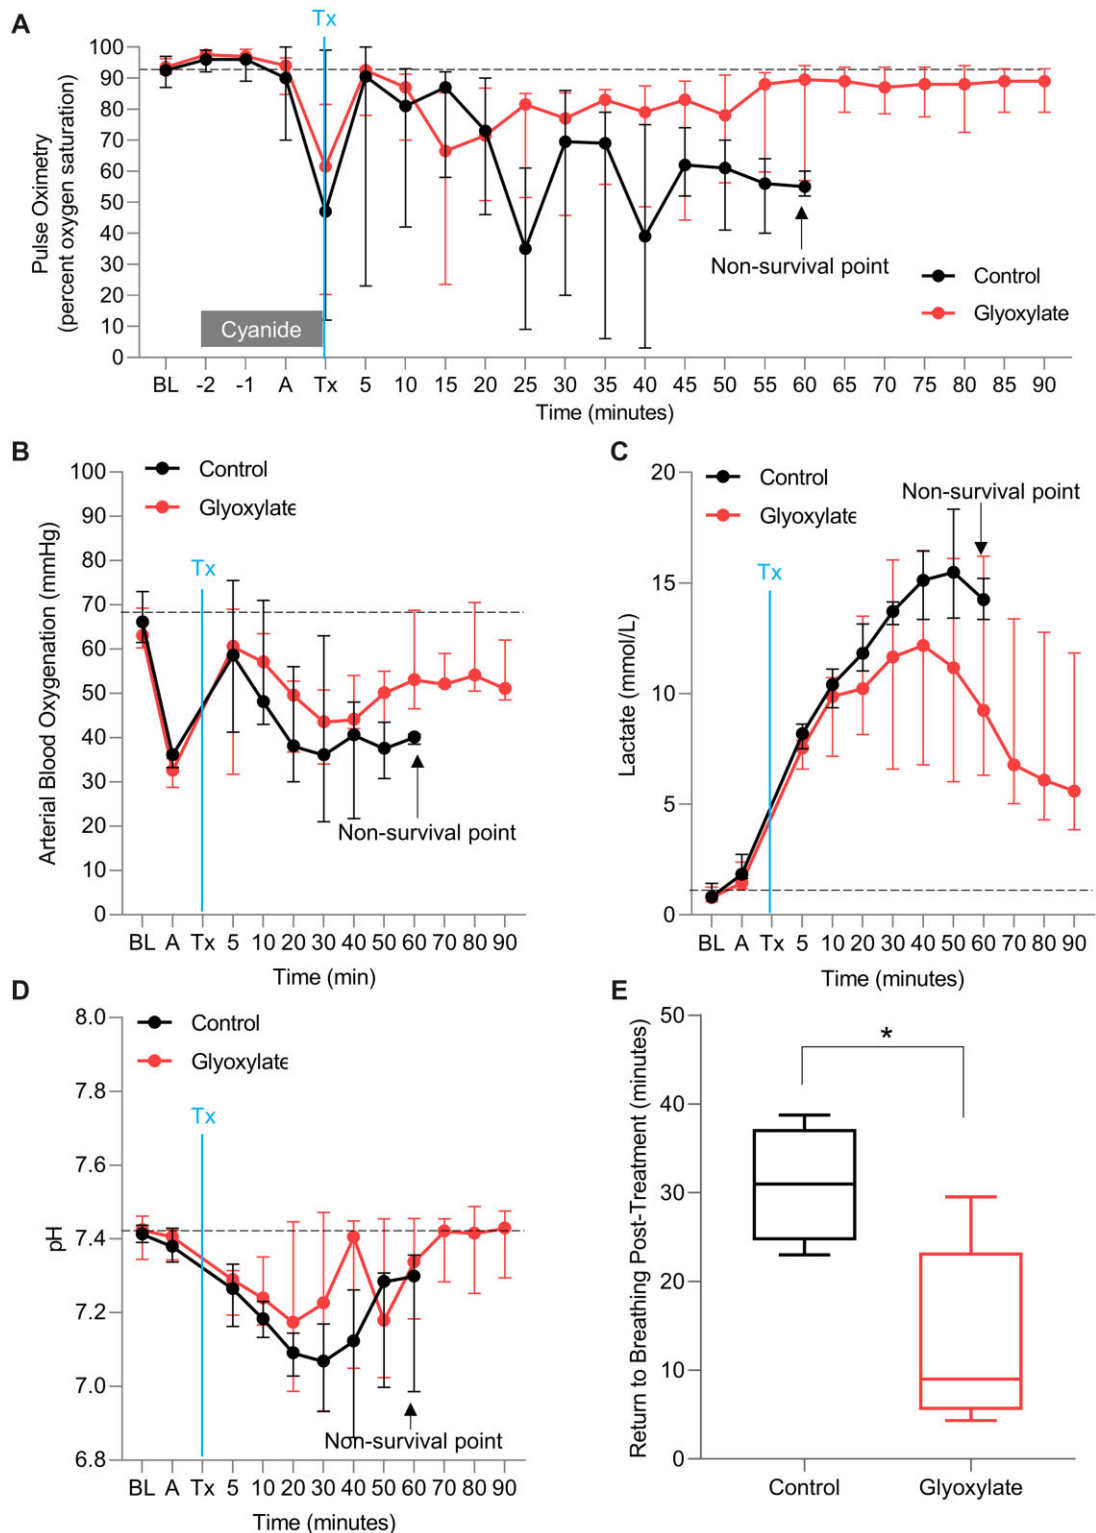 A
Tx
Pulse Oximetry
(percent oxygen saturation)
100
90
80
70
60
50
40
30
20
10
0
Cyanide
Non-survival point
Control
Glyoxylate
BL -2 -1 A Tx 5 10 15 20 25 30 35 40 45 50 55 60 65 70 75 80 85 90
Time (minutes)
B
Control
Glyoxylate
Tx
Arterial Blood Oxygenation (mmHg)
100
90
80
70
60
50
40
30
20
10
0
Non-survival point
BL A Tx 5 10 20 30 40 50 60 70 80 90
Time (min)
C
Control
Glyoxylate
Non-survival point
Tx
Lactate (mmol/L)
20
15
10
5
0
BL A Tx 5 10 20 30 40 50 60 70 80 90
Time (minutes)
D
Control
Glyoxylate
Tx
pH
8.0
7.8
7.6
7.4
7.2
7.0
6.8
Non-survival point
BL A Tx 5 10 20 30 40 50 60 70 80 90
Time (minutes)
E
Return to Breathing Post-Treatment (minutes)
50
40
30
20
10
0
*
Control Glyoxylate